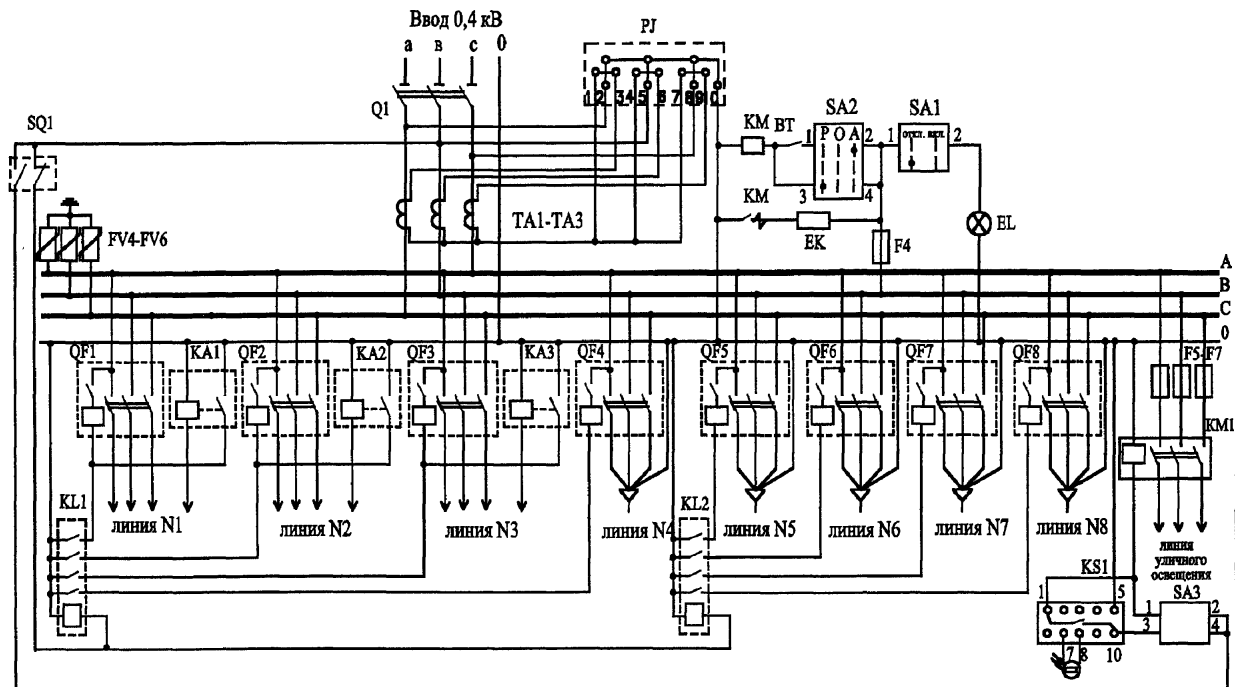 Ввод 0,4 кВ
а в с 0
PJ
Q1
1 2 3 4 5 6 7 8 9 0
SQ1
KM BT
SA2
SA1
1 Р О А 2
3 4
1 откл. вкл. 2
KM
EK
F4
EL
TA1-TA3
FV4-FV6
A
B
C
0
QF1
KA1
QF2
KA2
QF3
KA3
QF4
QF5
QF6
QF7
QF8
F5-F7
KM1
линия N1
линия N2
линия N3
линия N4
линия N5
линия N6
линия N7
линия N8
линия
уличного
освещения
KL1
KL2
KS1
1 5
7 8 10
SA3
1 2
3 4